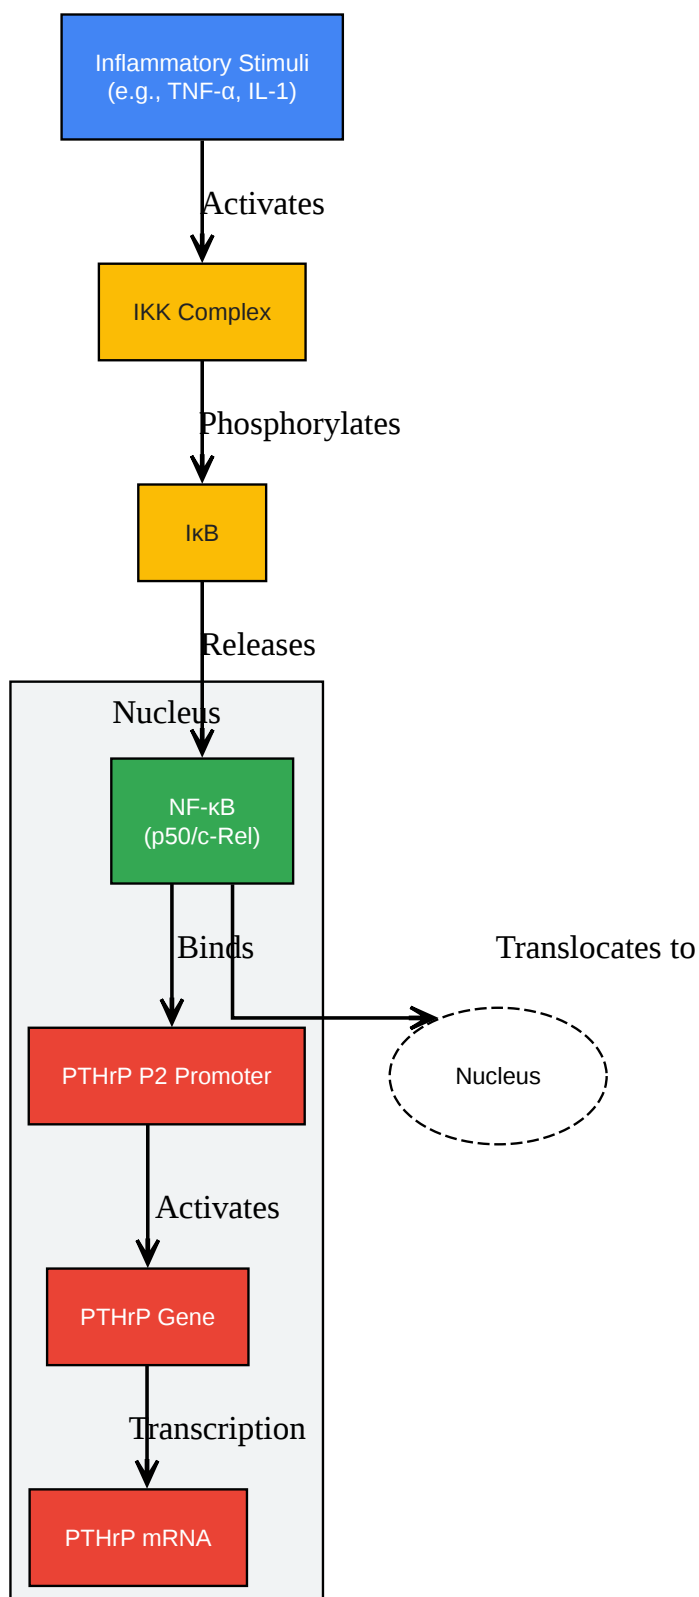 Inflammatory Stimuli
(e.g., TNF-α, IL-1)
Activates
IKK Complex
Phosphorylates
IκB
Releases
Nucleus
NF-κB
(p50/c-Rel)
Binds
Translocates to
PTHrP P2 Promoter
Nucleus
Activates
PTHrP Gene
Transcription
PTHrP mRNA